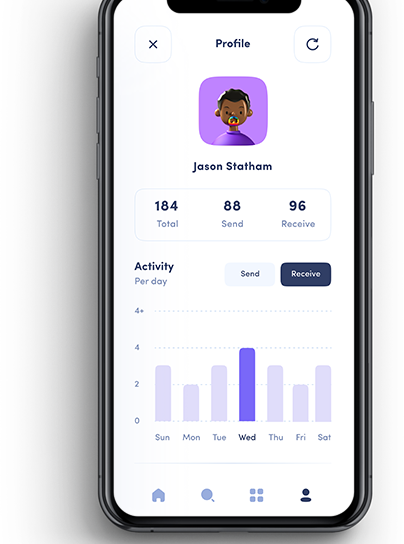 Profile
Jason Statham
184 88 96
Total Send Receive
Activity
Per day
Send Receive
4+
4
2
0
Sun Mon Tue Wed Thu Fri Sat